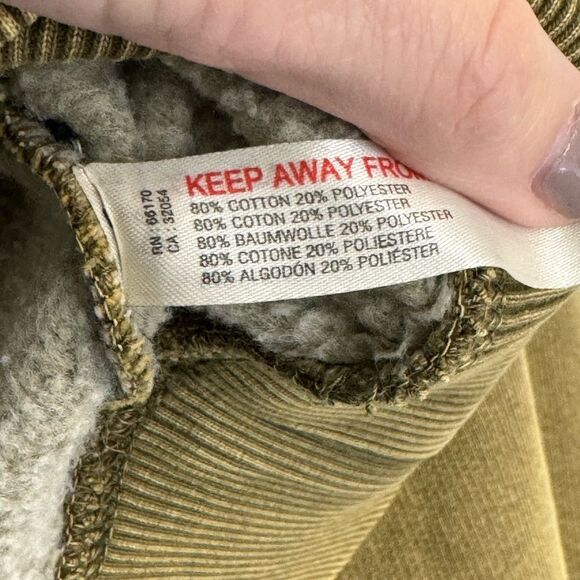 KEEP AWAY FROM
80% COTTON 20% POLYESTER
80% COTON 20% POLYESTER
80% BAUMWOLLE 20% POLYESTER
80% COTONE 20% POLIESTERE
80% ALGODÓN 20% POLIÉSTER
RN : 66170
CA : 32054